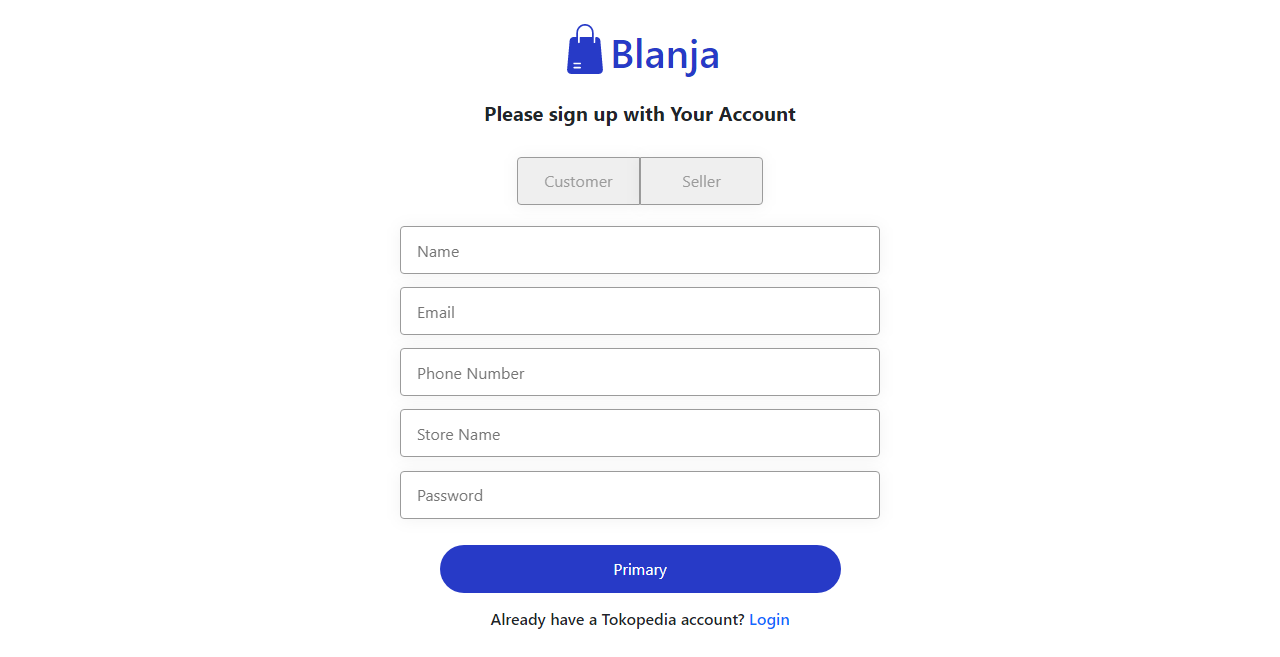 Blanja
Please sign up with Your Account
Customer Seller
Name
Email
Phone Number
Store Name
Password
Primary
Already have a Tokopedia account? Login